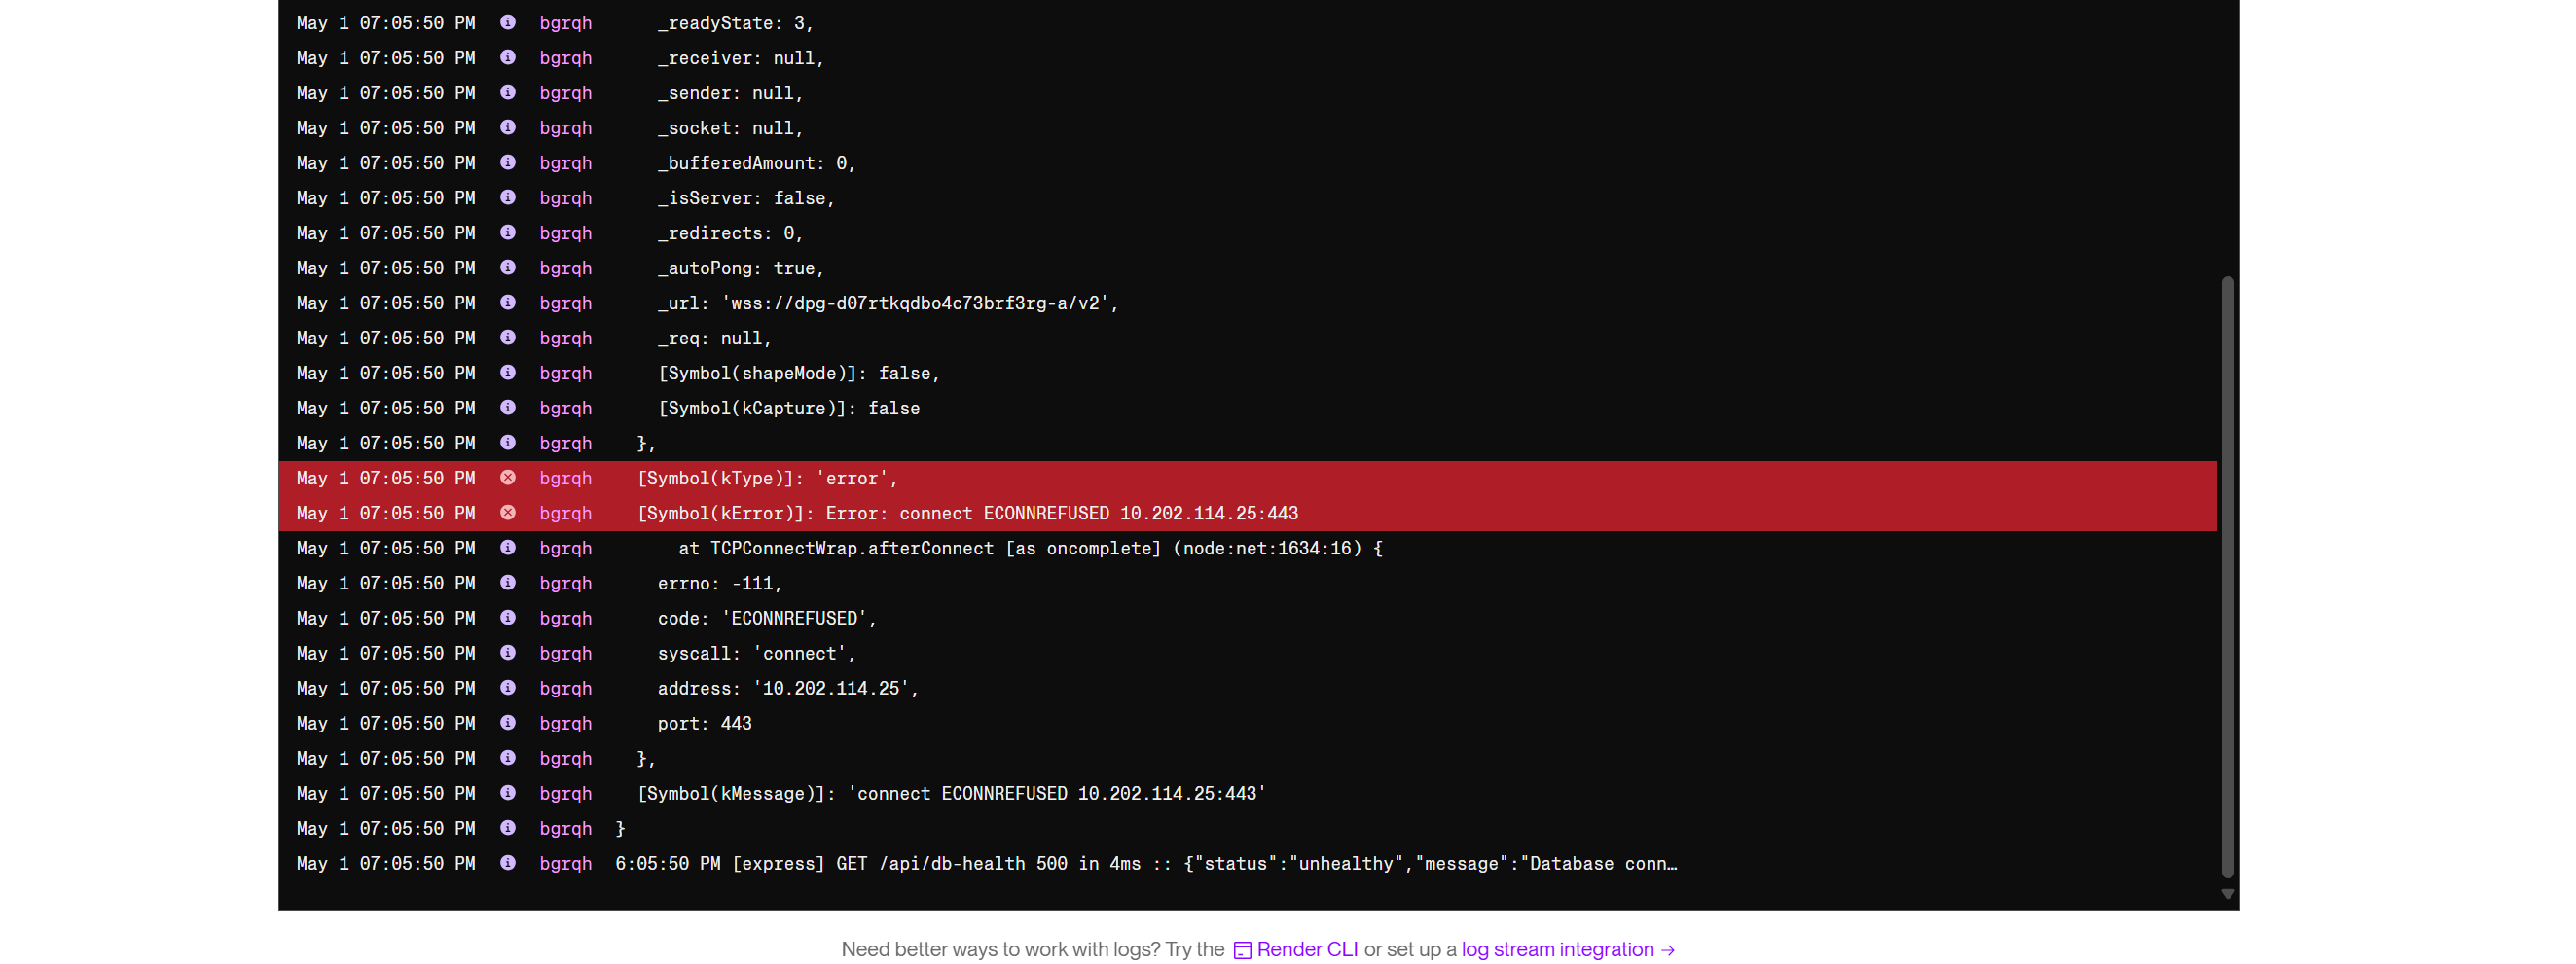 May 1 07:05:50 PM bgrqh _readyState: 3,
May 1 07:05:50 PM bgrqh _receiver: null,
May 1 07:05:50 PM bgrqh _sender: null,
May 1 07:05:50 PM bgrqh _socket: null,
May 1 07:05:50 PM bgrqh _bufferedAmount: 0,
May 1 07:05:50 PM bgrqh _isServer: false,
May 1 07:05:50 PM bgrqh _redirects: 0,
May 1 07:05:50 PM bgrqh _autoPong: true,
May 1 07:05:50 PM bgrqh _url: 'wss://dpg-d07rtkqdbo4c73brf3rg-a/v2',
May 1 07:05:50 PM bgrqh _req: null,
May 1 07:05:50 PM bgrqh [Symbol(shapeMode)]: false,
May 1 07:05:50 PM bgrqh [Symbol(kCapture)]: false
May 1 07:05:50 PM bgrqh },
May 1 07:05:50 PM bgrqh [Symbol(kType)]: 'error',
May 1 07:05:50 PM bgrqh [Symbol(kError)]: Error: connect ECONNREFUSED 10.202.114.25:443
May 1 07:05:50 PM bgrqh at TCPConnectWrap.afterConnect [as oncomplete] (node:net:1634:16) {
May 1 07:05:50 PM bgrqh errno: -111,
May 1 07:05:50 PM bgrqh code: 'ECONNREFUSED',
May 1 07:05:50 PM bgrqh syscall: 'connect',
May 1 07:05:50 PM bgrqh address: '10.202.114.25',
May 1 07:05:50 PM bgrqh port: 443
May 1 07:05:50 PM bgrqh },
May 1 07:05:50 PM bgrqh [Symbol(kMessage)]: 'connect ECONNREFUSED 10.202.114.25:443'
May 1 07:05:50 PM bgrqh }
May 1 07:05:50 PM bgrqh 6:05:50 PM [express] GET /api/db-health 500 in 4ms :: {"status":"unhealthy","message":"Database conn…
Need better ways to work with logs? Try the Render CLI or set up a log stream integration →